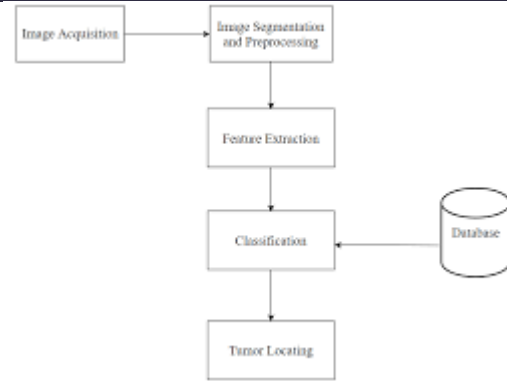 Image Acquisition
Image Segmentation
and Preprocessing
Feature Extraction
Classification
Database
Tumor Locating